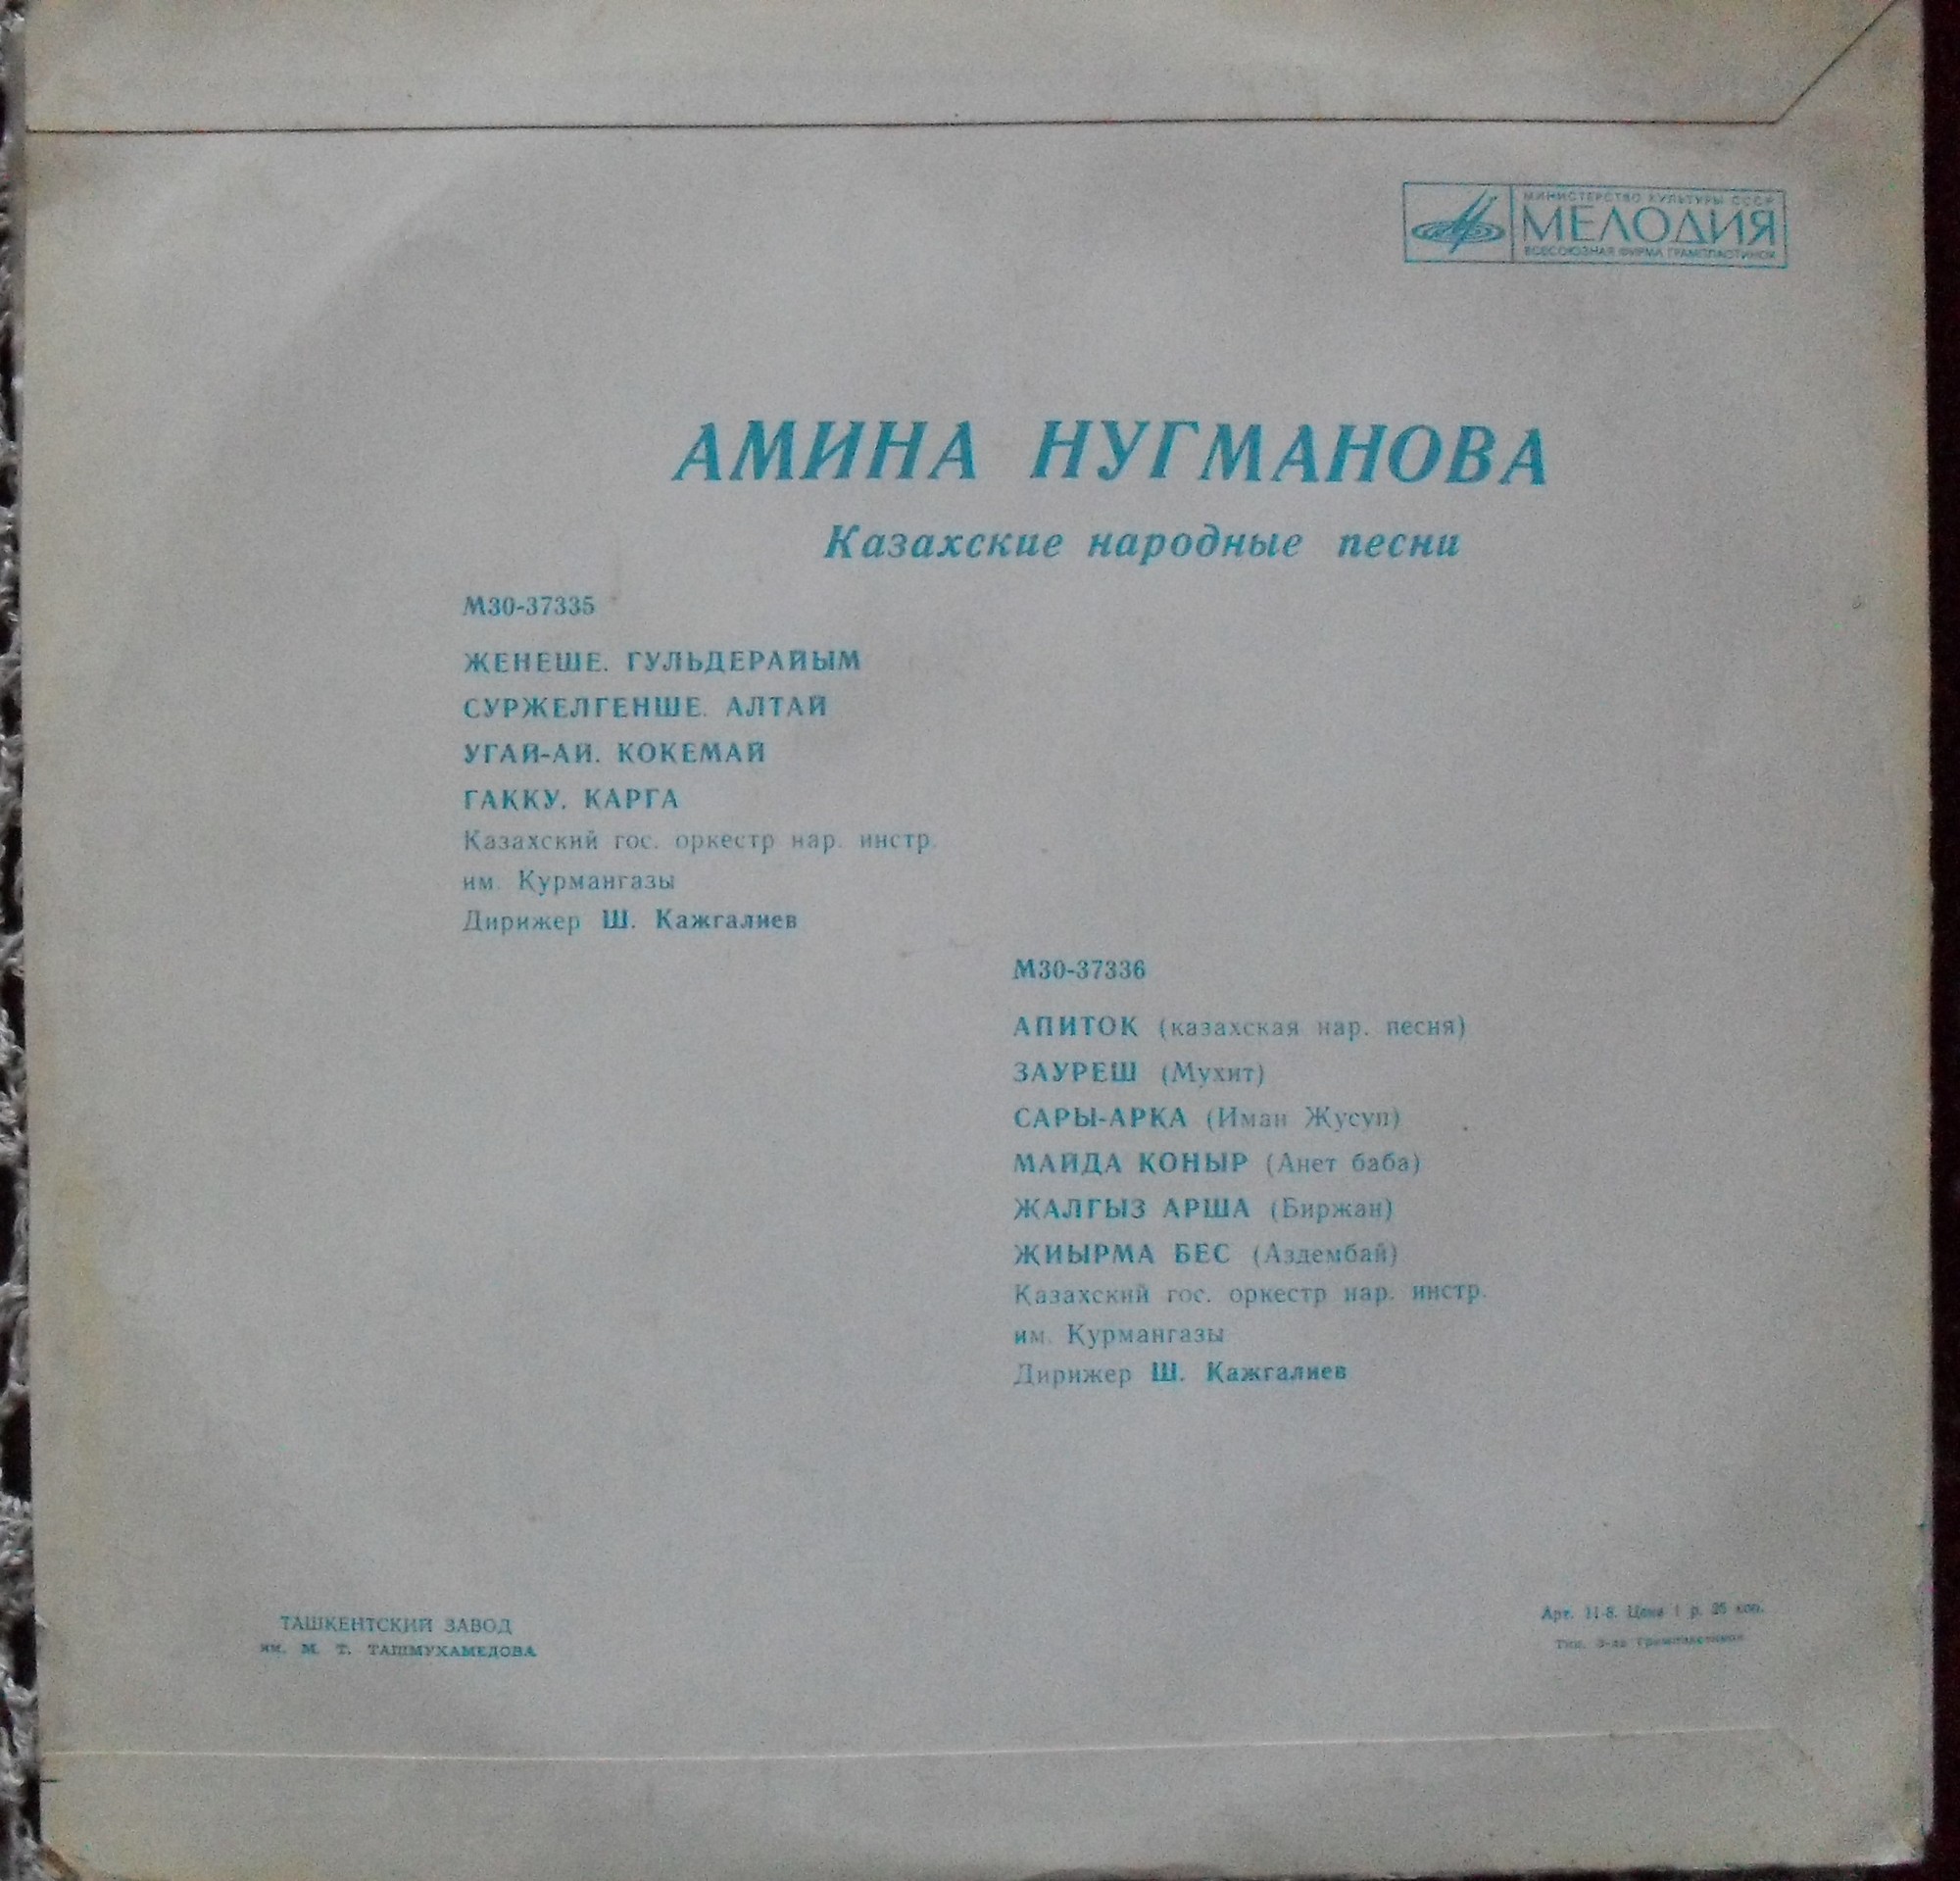 МИНИСТЕРСТВО КУЛЬТУРЫ СССР
МЕЛОДИЯ
ВСЕСОЮЗНАЯ ФИРМА ГРАМПЛАСТИНОК
АМИНА НУГМАНОВА
Казахские народные песни
М30-37335
ЖЕНЕШЕ. ГУЛЬДЕРАЙЫМ
СУРЖЕЛГЕНШЕ. АЛТАЙ
УГАЙ-АЙ. КОКЕМАЙ
ГАККУ. КАРГА
Казахский гос. оркестр нар. инстр.
им. Курмангазы
Дирижер Ш. Кажгалиев
М30-37336
АПИТОК (казахская нар. песня)
ЗАУРЕШ (Мухит)
САРЫ-АРКА (Иман Жусуп)
МАЙДА КОНЫР (Анет баба)
ЖАЛГЫЗ АРША (Биржан)
ЖИЫРМА БЕС (Аздембай)
Казахский гос. оркестр нар. инстр.
им. Курмангазы
Дирижер Ш. Кажгалиев
ТАШКЕНТСКИЙ ЗАВОД
им. М. Т. ТАШМУХАМЕДОВА
Арт. 11-8. Цена 1 р. 25 коп.
Тип. З-да Грампластинок